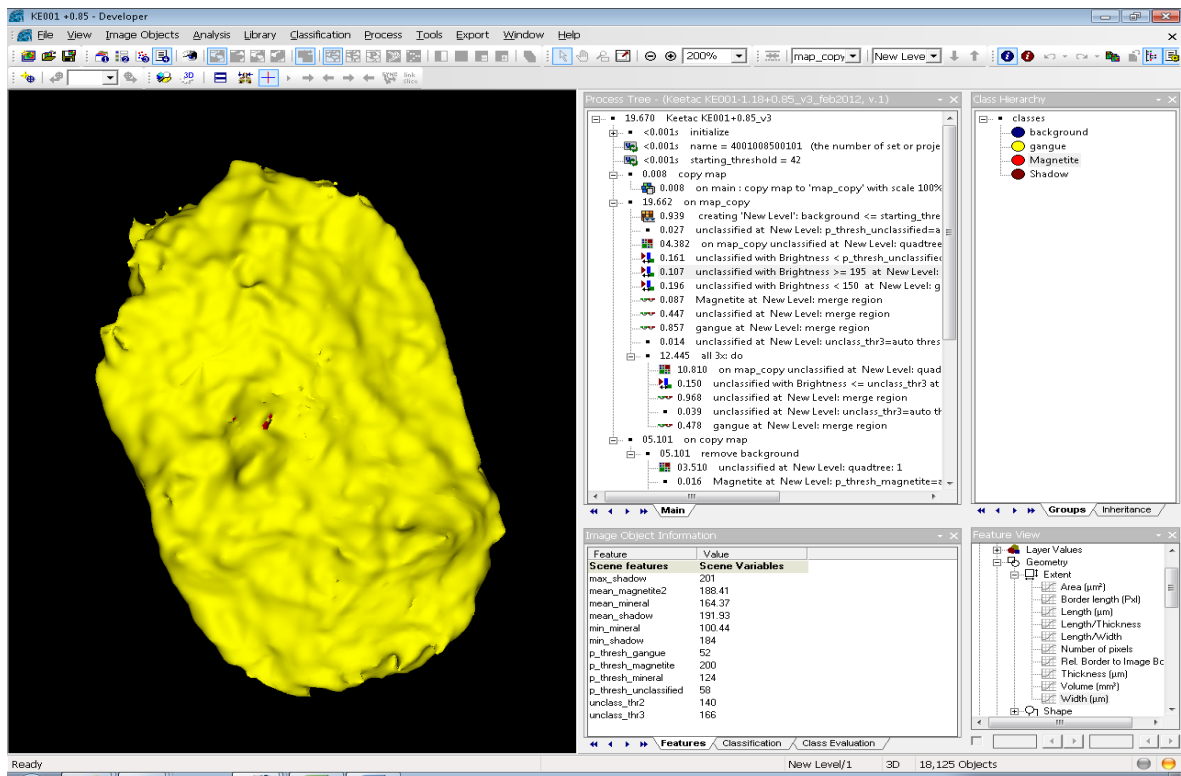 KE001 +0.85 - Developer
File View Image Objects Analysis Library Classification Process Tools Export Window Help
200% map_copy New Leve
3D SYNC link Slice
Process Tree - (Keetac KE001-1.18+0.85_v3_feb2012, v.1)
19.670 Keetac KE001+0.85_v3
<0.001s initialize
<0.001s name = 4001008500101 (the number of set or proje
<0.001s starting_threshold = 42
0.008 copy map
0.008 on main : copy map to 'map_copy' with scale 100%
19.662 on map_copy
0.939 creating 'New Level': background <= starting_thre
0.027 unclassified at New Level: p_thresh_unclassified=a
04.382 on map_copy unclassified at New Level: quadtree
0.161 unclassified with Brightness < p_thresh_unclassified
0.107 unclassified with Brightness >= 195 at New Level:
0.196 unclassified with Brightness < 150 at New Level: g
0.087 Magnetite at New Level: merge region
0.447 unclassified at New Level: merge region
0.857 gangue at New Level: merge region
0.014 unclassified at New Level: unclass_thr3=auto thres
12.445 all 3x: do
10.810 on map_copy unclassified at New Level: quad
0.150 unclassified with Brightness <= unclass_thr3 at
0.968 unclassified at New Level: merge region
0.039 unclassified at New Level: unclass_thr3=auto th
0.478 gangue at New Level: merge region
05.101 on copy map
05.101 remove background
03.510 unclassified at New Level: quadtree: 1
0.016 Magnetite at New Level: p_thresh_magnetite=a
Main
Class Hierarchy
classes
background
gangue
Magnetite
Shadow
Groups Inheritance
Image Object Information
Feature Value
Scene features Scene Variables
max_shadow 201
mean_magnetite2 188.41
mean_mineral 164.37
mean_shadow 191.93
min_mineral 100.44
min_shadow 184
p_thresh_gangue 52
p_thresh_magnetite 200
p_thresh_mineral 124
p_thresh_unclassified 58
unclass_thr2 140
unclass_thr3 166
Features Classification Class Evaluation
Feature View
Layer Values
Geometry
Extent
Area (µm²)
Border length (Pxl)
Length (µm)
Length/Thickness
Length/Width
Number of pixels
Rel. Border to Image Bo
Thickness (µm)
Volume (mm³)
Width (µm)
Shape
Ready New Level/1 3D 18,125 Objects